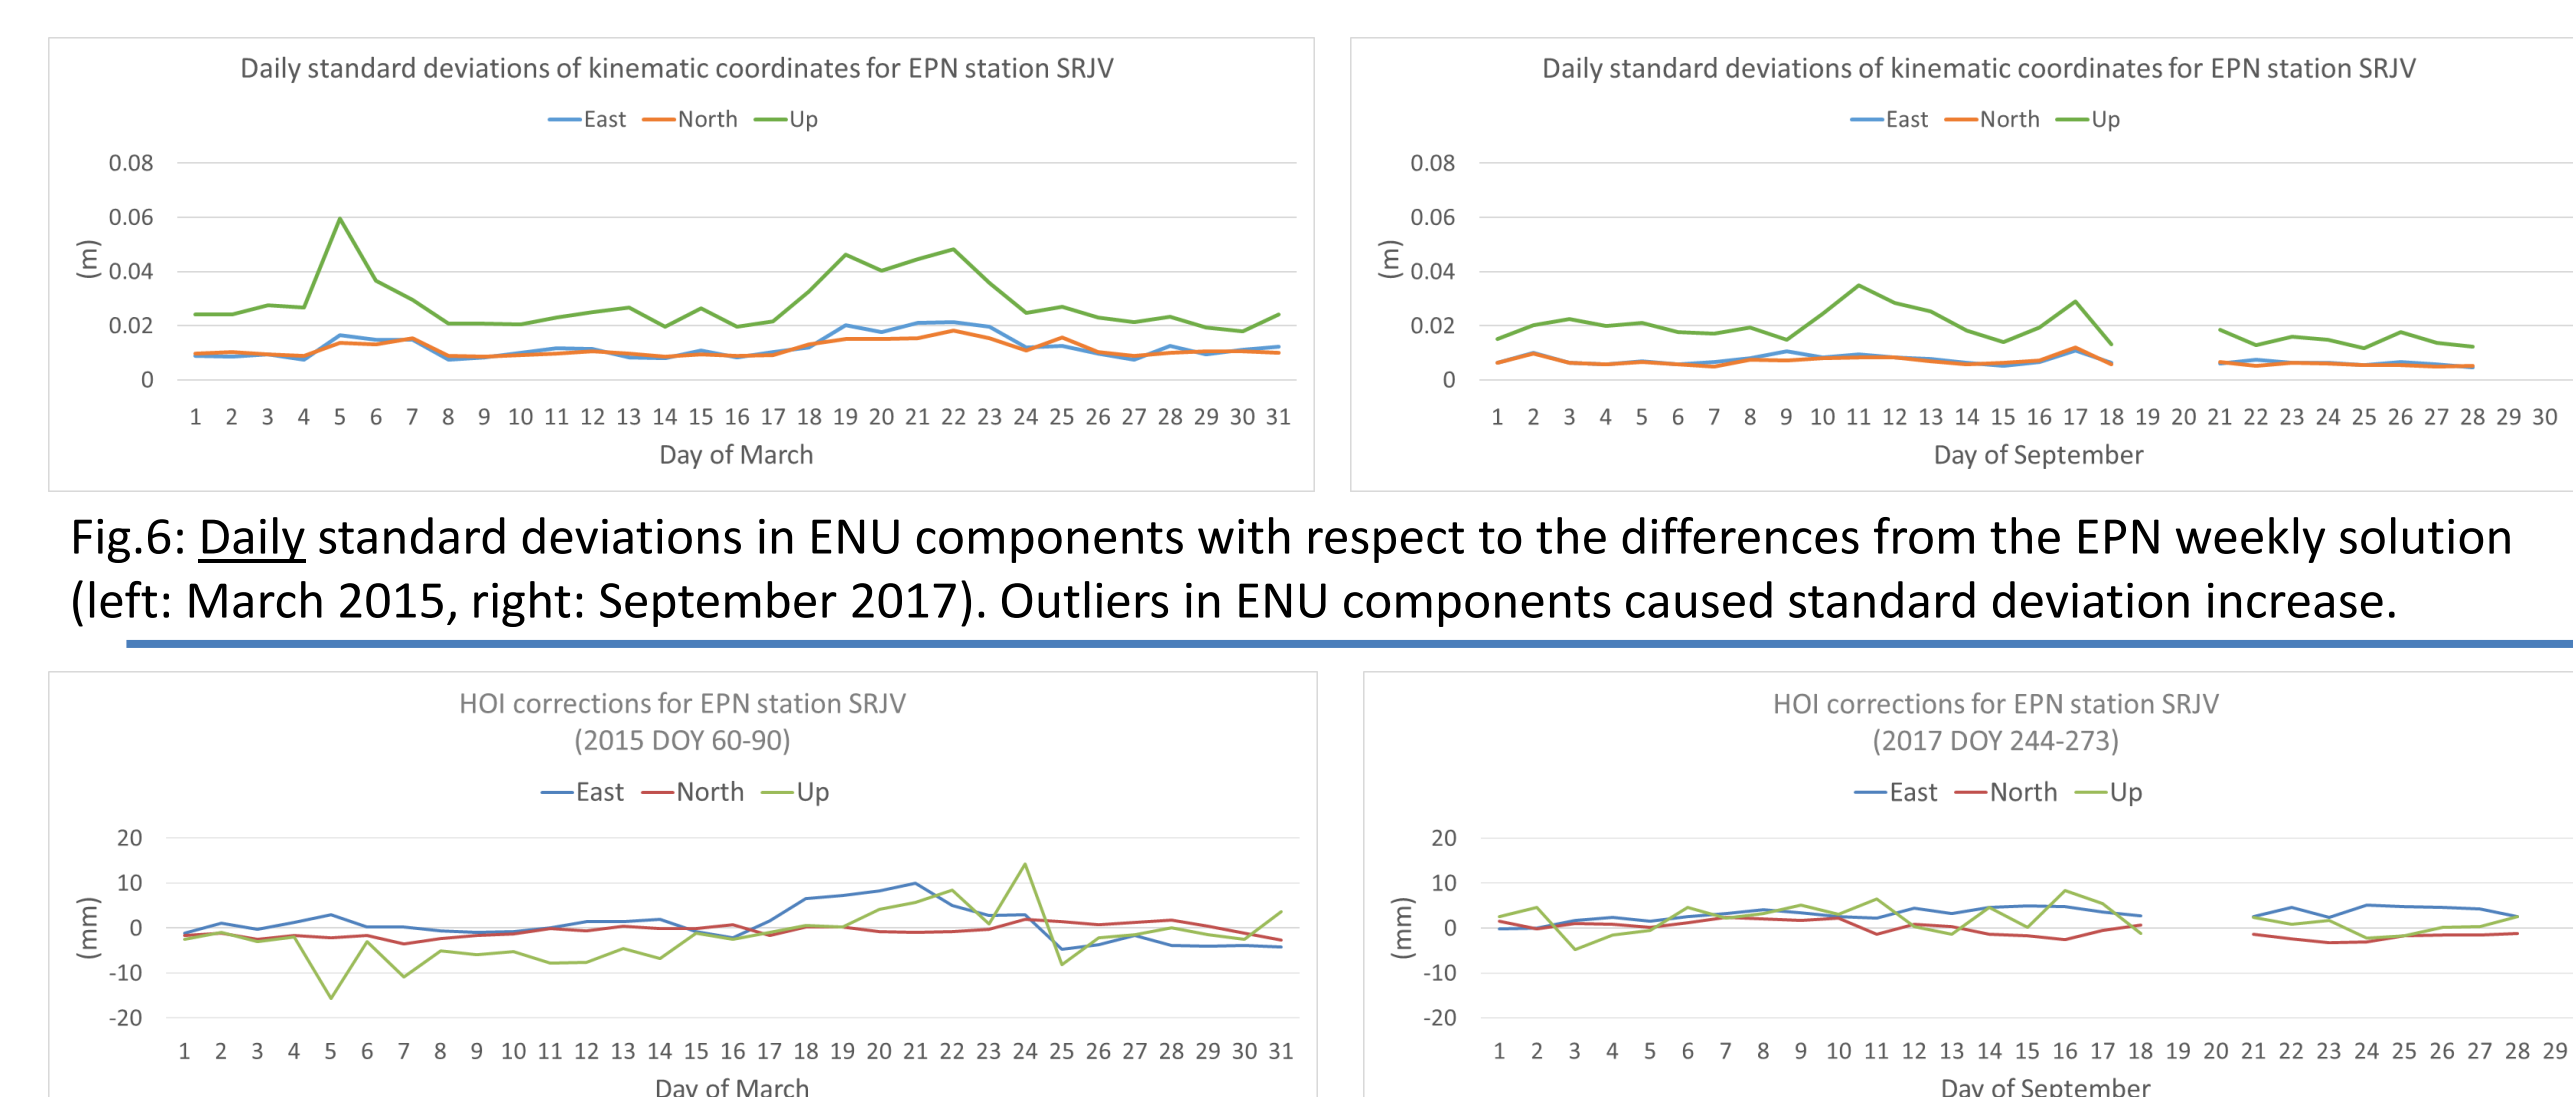 Daily standard deviations of kinematic coordinates for EPN station SRJV
East North Up
0.08
0.06
0.04
0.02
0
(m)
1 2 3 4 5 6 7 8 9 10 11 12 13 14 15 16 17 18 19 20 21 22 23 24 25 26 27 28 29 30 31
Day of March
Daily standard deviations of kinematic coordinates for EPN station SRJV
East North Up
0.08
0.06
0.04
0.02
0
(m)
1 2 3 4 5 6 7 8 9 10 11 12 13 14 15 16 17 18 19 20 21 22 23 24 25 26 27 28 29 30
Day of September
Fig.6: Daily standard deviations in ENU components with respect to the differences from the EPN weekly solution
(left: March 2015, right: September 2017). Outliers in ENU components caused standard deviation increase.
HOI corrections for EPN station SRJV
(2015 DOY 60-90)
East North Up
20
10
0
-10
-20
(mm)
1 2 3 4 5 6 7 8 9 10 11 12 13 14 15 16 17 18 19 20 21 22 23 24 25 26 27 28 29 30 31
Day of March
HOI corrections for EPN station SRJV
(2017 DOY 244-273)
East North Up
20
10
0
-10
-20
(mm)
1 2 3 4 5 6 7 8 9 10 11 12 13 14 15 16 17 18 19 20 21 22 23 24 25 26 27 28 29
Day of September